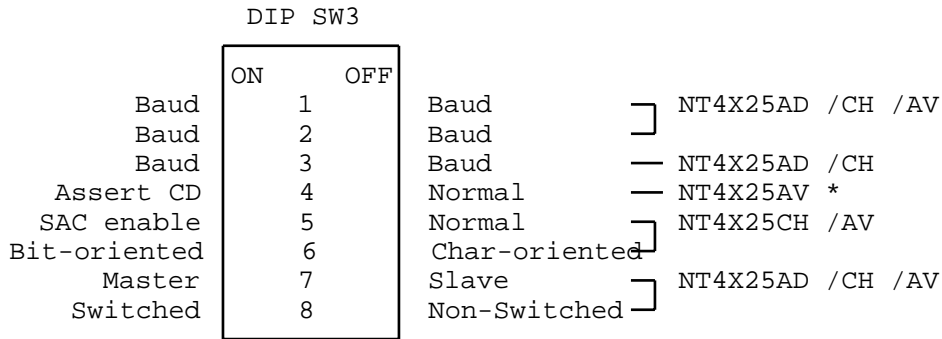 DIP SW3
ON OFF
Baud 1 Baud NT4X25AD /CH /AV
Baud 2 Baud
Baud 3 Baud NT4X25AD /CH
Assert CD 4 Normal NT4X25AV *
SAC enable 5 Normal NT4X25CH /AV
Bit-oriented 6 Char-oriented
Master 7 Slave NT4X25AD /CH /AV
Switched 8 Non-Switched